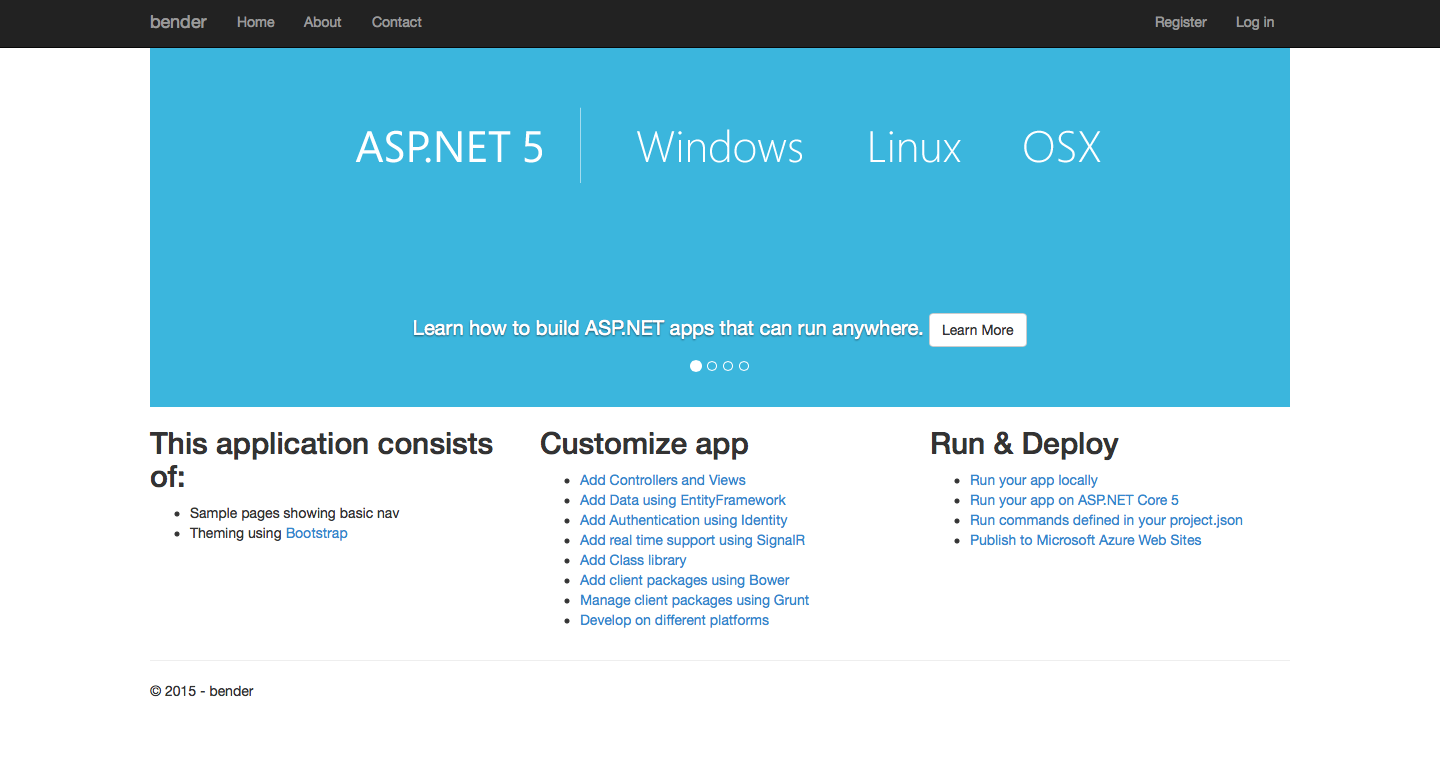 bender Home About Contact Register Log in
ASP.NET 5 Windows Linux OSX
Learn how to build ASP.NET apps that can run anywhere. Learn More
This application consists
of:
Sample pages showing basic nav
Theming using Bootstrap
Customize app
Add Controllers and Views
Add Data using EntityFramework
Add Authentication using Identity
Add real time support using SignalR
Add Class library
Add client packages using Bower
Manage client packages using Grunt
Develop on different platforms
Run & Deploy
Run your app locally
Run your app on ASP.NET Core 5
Run commands defined in your project.json
Publish to Microsoft Azure Web Sites
© 2015 - bender